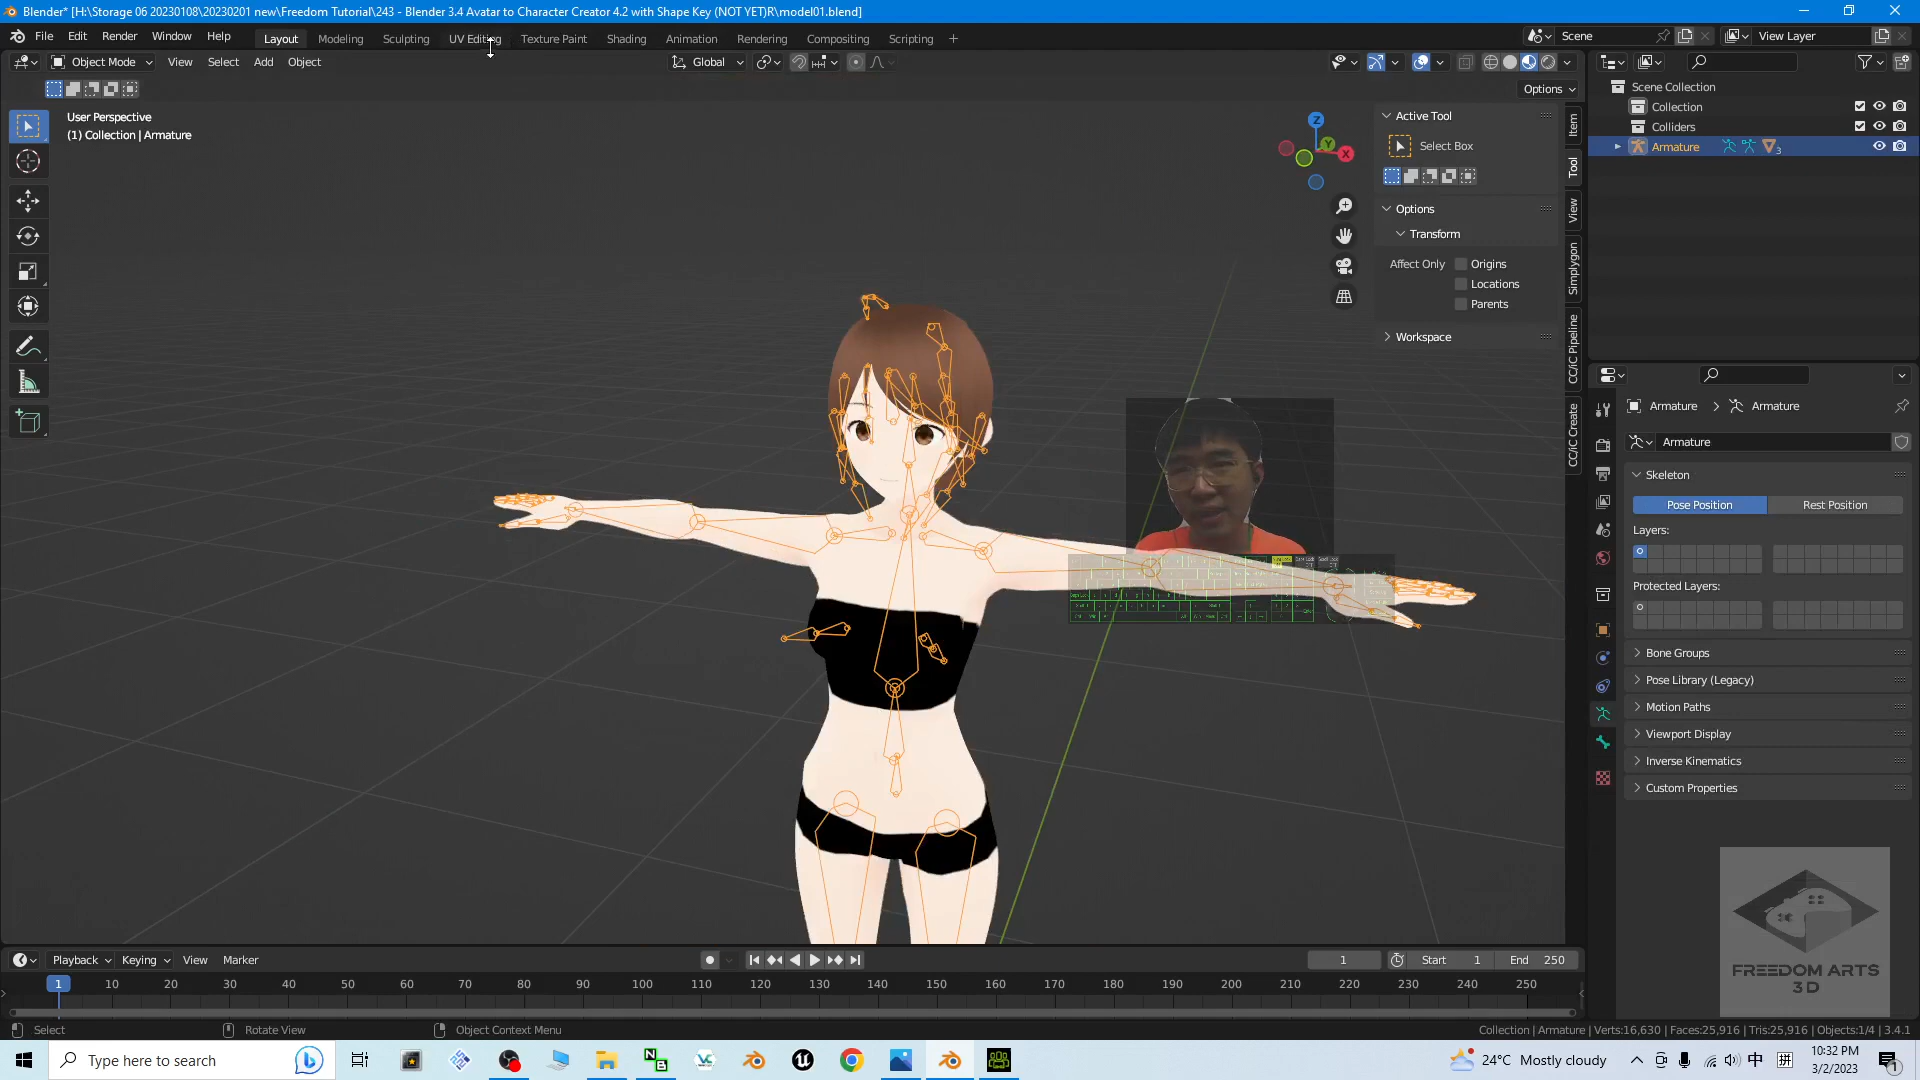 Blender* [H:\Storage 06 20230108\20230201 new\Freedom Tutorial\243 - Blender 3.4 Avatar to Character Creator 4.2 with Shape Key (NOT YET)R\model01.blend]
File Edit Render Window Help Layout Modeling Sculpting UV Editing Texture Paint Shading Animation Rendering Compositing Scripting + Scene View Layer
Object Mode View Select Add Object Global
Options
User Perspective
(1) Collection | Armature
Z
Y
X
Active Tool
Select Box
Options
Transform
Affect Only Origins
Locations
Parents
Workspace
Item
Tool
View
Simplygon
CC/iC Pipeline
CC/iC Create
Scene Collection
Collection
Colliders
Armature 3
Armature > Armature
Armature
Skeleton
Pose Position Rest Position
Layers:
Protected Layers:
Bone Groups
Pose Library (Legacy)
Motion Paths
Viewport Display
Inverse Kinematics
Custom Properties
FREEDOM ARTS
3D
Playback Keying View Marker 1 Start 1 End 250
1 10 20 30 40 50 60 70 80 90 100 110 120 130 140 150 160 170 180 190 200 210 220 230 240 250
Select Rotate View Object Context Menu Collection | Armature | Verts:16,630 | Faces:25,916 | Tris:25,916 | Objects:1/4 | 3.4.1
Type here to search 24°C Mostly cloudy 中 拼 10:32 PM
3/2/2023 1